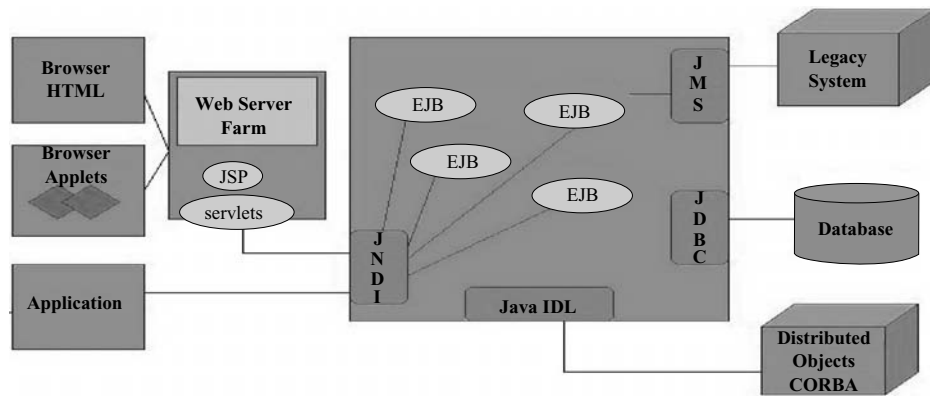 Browser
HTML
Browser
Applets
Application
Web Server
Farm
JSP
servlets
J
N
D
I
EJB
EJB
EJB
EJB
J
M
S
J
D
B
C
Java IDL
Legacy
System
Database
Distributed
Objects
CORBA